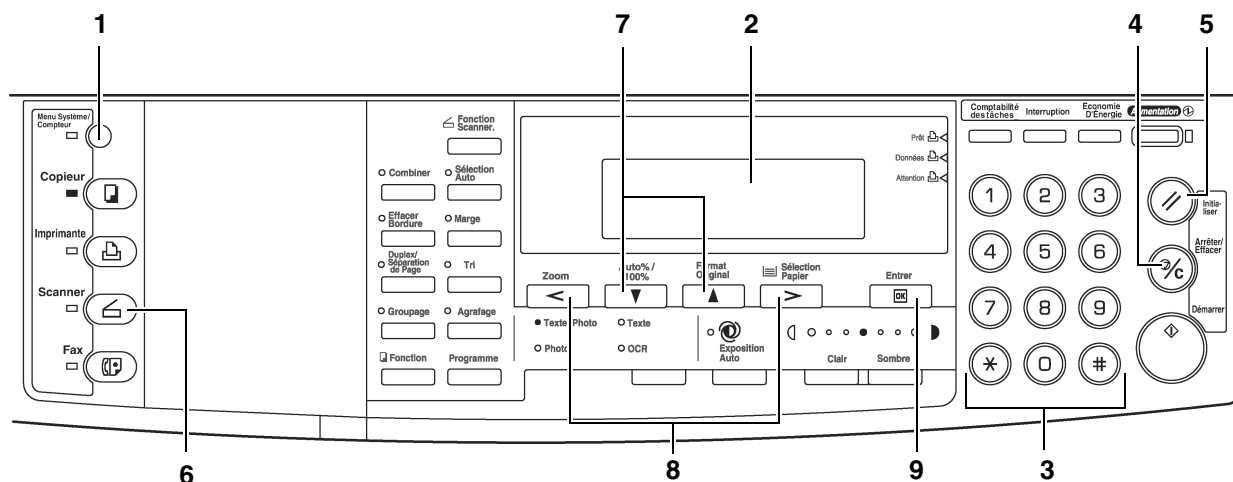 1
7
2
4
5
Menu Système/
Compteur
Copieur
Imprimante
Scanner
Fax
6
Fonction
Scanner.
Combiner
Sélection
Auto
Effacer
Bordure
Marge
Duplex/
Séparation
de Page
Tri
Groupage
Agrafage
Fonction
Programme
Prêt
Données
Attention
Zoom
Auto% /
100%
Format
Original
Sélection
Papier
Entrer
OK
Texte Photo
Texte
Photo
OCR
Exposition
Auto
Clair
Sombre
8
9
Comptabilité
des tâches
Interruption
Economie
D'Energie
Alimentation
1 2 3
4 5 6
7 8 9
* 0 #
Initia-
liser
Arrêter/
Effacer
Démarrer
3